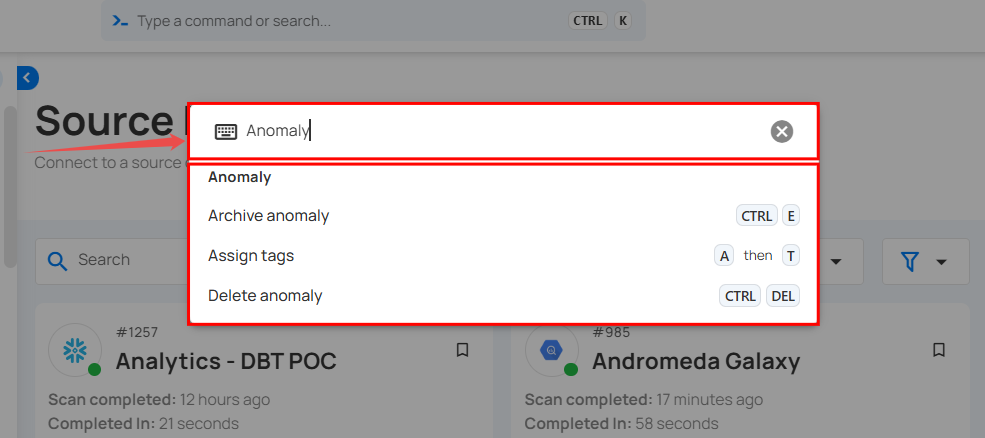 Type a command or search... CTRL K
Source
Connect to a source
Anomaly
Anomaly
Archive anomaly CTRL E
Assign tags A then T
Delete anomaly CTRL DEL
Search
#1257
Analytics - DBT POC
Scan completed: 12 hours ago
Completed In: 21 seconds
#985
Andromeda Galaxy
Scan completed: 17 minutes ago
Completed In: 58 seconds